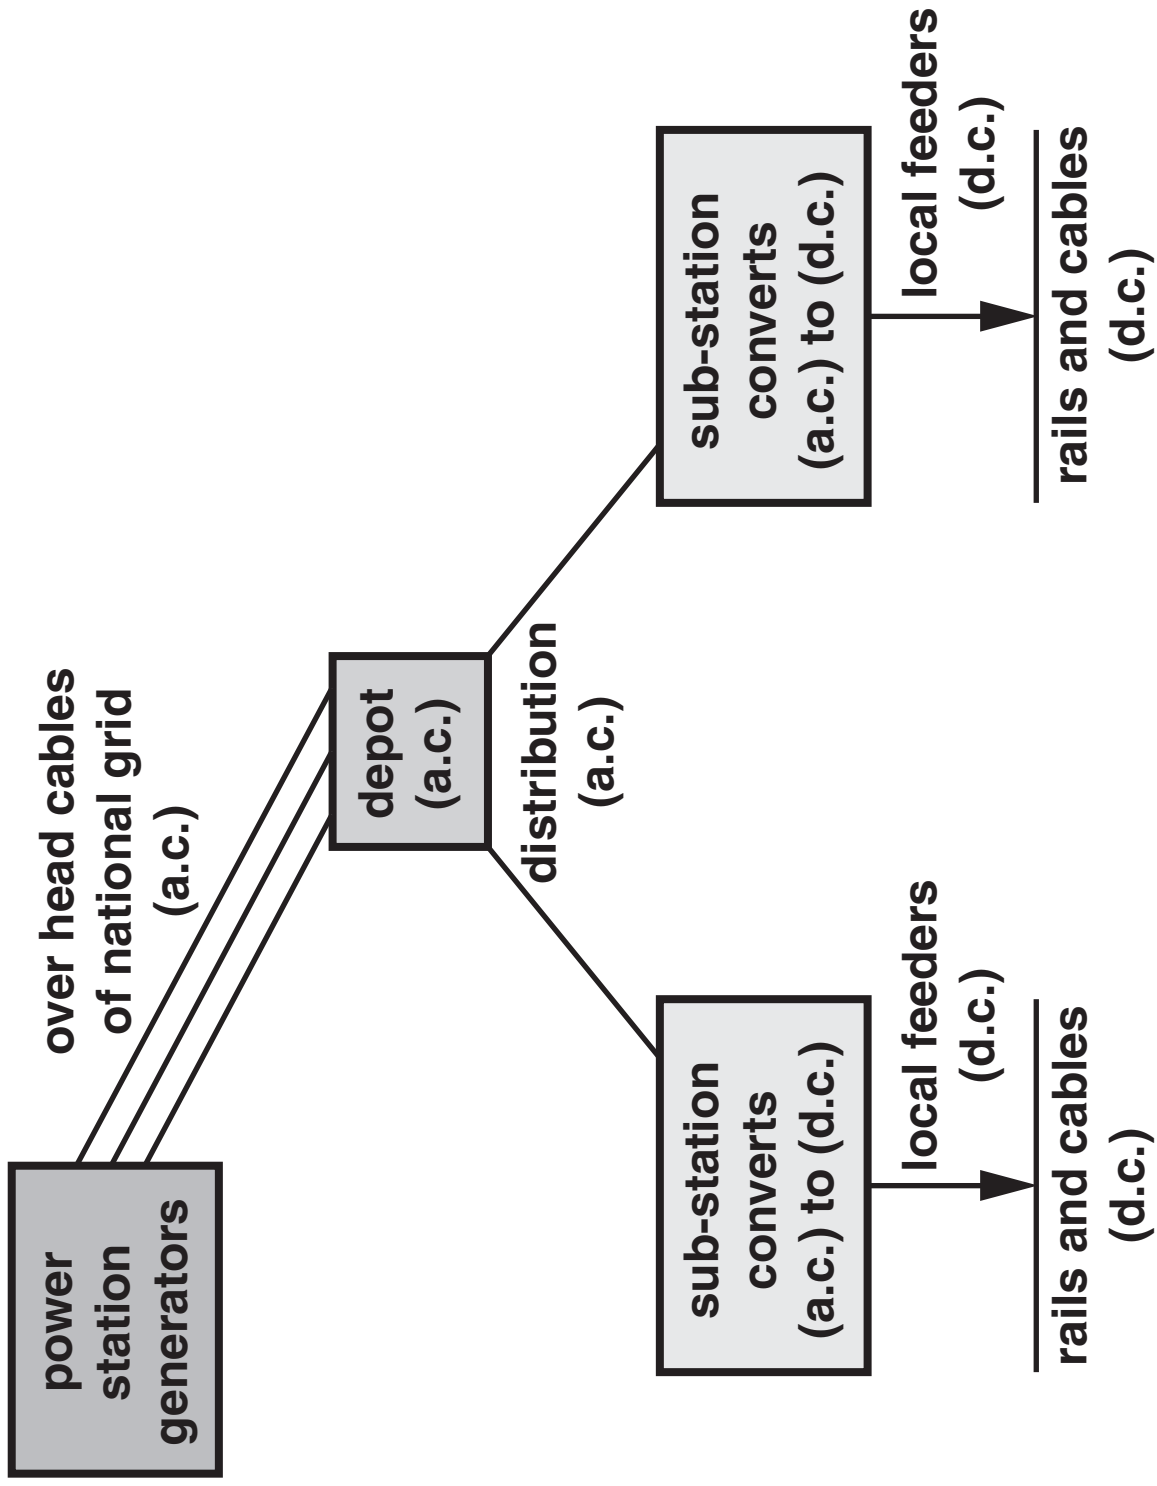 power
station
generators
over head cables
of national grid
(a.c.)
depot
(a.c.)
distribution
(a.c.)
sub-station
converts
(a.c.) to (d.c.)
local feeders
(d.c.)
rails and cables
(d.c.)
sub-station
converts
(a.c.) to (d.c.)
local feeders
(d.c.)
rails and cables
(d.c.)